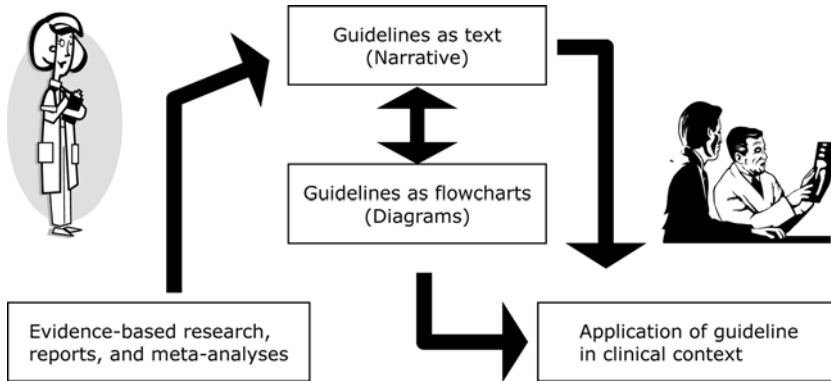 Guidelines as text
(Narrative)
Guidelines as flowcharts
(Diagrams)
Evidence-based research,
reports, and meta-analyses
Application of guideline
in clinical context